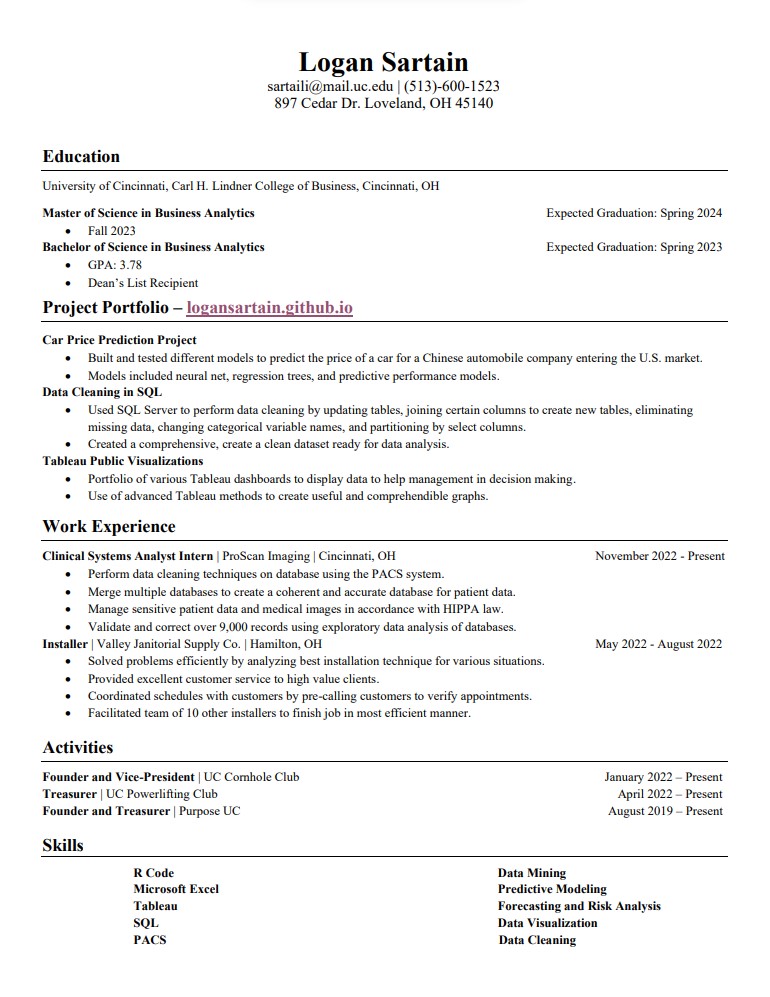 Logan Sartain
sartailj@mail.uc.edu | (513)-600-1523
897 Cedar Dr. Loveland, OH 45140
Education
University of Cincinnati, Carl H. Lindner College of Business, Cincinnati, OH
Master of Science in Business Analytics Expected Graduation: Spring 2024
• Fall 2023
Bachelor of Science in Business Analytics Expected Graduation: Spring 2023
• GPA: 3.78
• Dean’s List Recipient
Project Portfolio – logansartain.github.io
Car Price Prediction Project
• Built and tested different models to predict the price of a car for a Chinese automobile company entering the U.S. market.
• Models included neural net, regression trees, and predictive performance models.
Data Cleaning in SQL
• Used SQL Server to perform data cleaning by updating tables, joining certain columns to create new tables, eliminating
missing data, changing categorical variable names, and partitioning by select columns.
• Created a comprehensive, create a clean dataset ready for data analysis.
Tableau Public Visualizations
• Portfolio of various Tableau dashboards to display data to help management in decision making.
• Use of advanced Tableau methods to create useful and comprehendible graphs.
Work Experience
Clinical Systems Analyst Intern | ProScan Imaging | Cincinnati, OH November 2022 - Present
• Perform data cleaning techniques on database using the PACS system.
• Merge multiple databases to create a coherent and accurate database for patient data.
• Manage sensitive patient data and medical images in accordance with HIPPA law.
• Validate and correct over 9,000 records using exploratory data analysis of databases.
Installer | Valley Janitorial Supply Co. | Hamilton, OH May 2022 - August 2022
• Solved problems efficiently by analyzing best installation technique for various situations.
• Provided excellent customer service to high value clients.
• Coordinated schedules with customers by pre-calling customers to verify appointments.
• Facilitated team of 10 other installers to finish job in most efficient manner.
Activities
Founder and Vice-President | UC Cornhole Club January 2022 – Present
Treasurer | UC Powerlifting Club April 2022 – Present
Founder and Treasurer | Purpose UC August 2019 – Present
Skills
R Code Data Mining
Microsoft Excel Predictive Modeling
Tableau Forecasting and Risk Analysis
SQL Data Visualization
PACS Data Cleaning